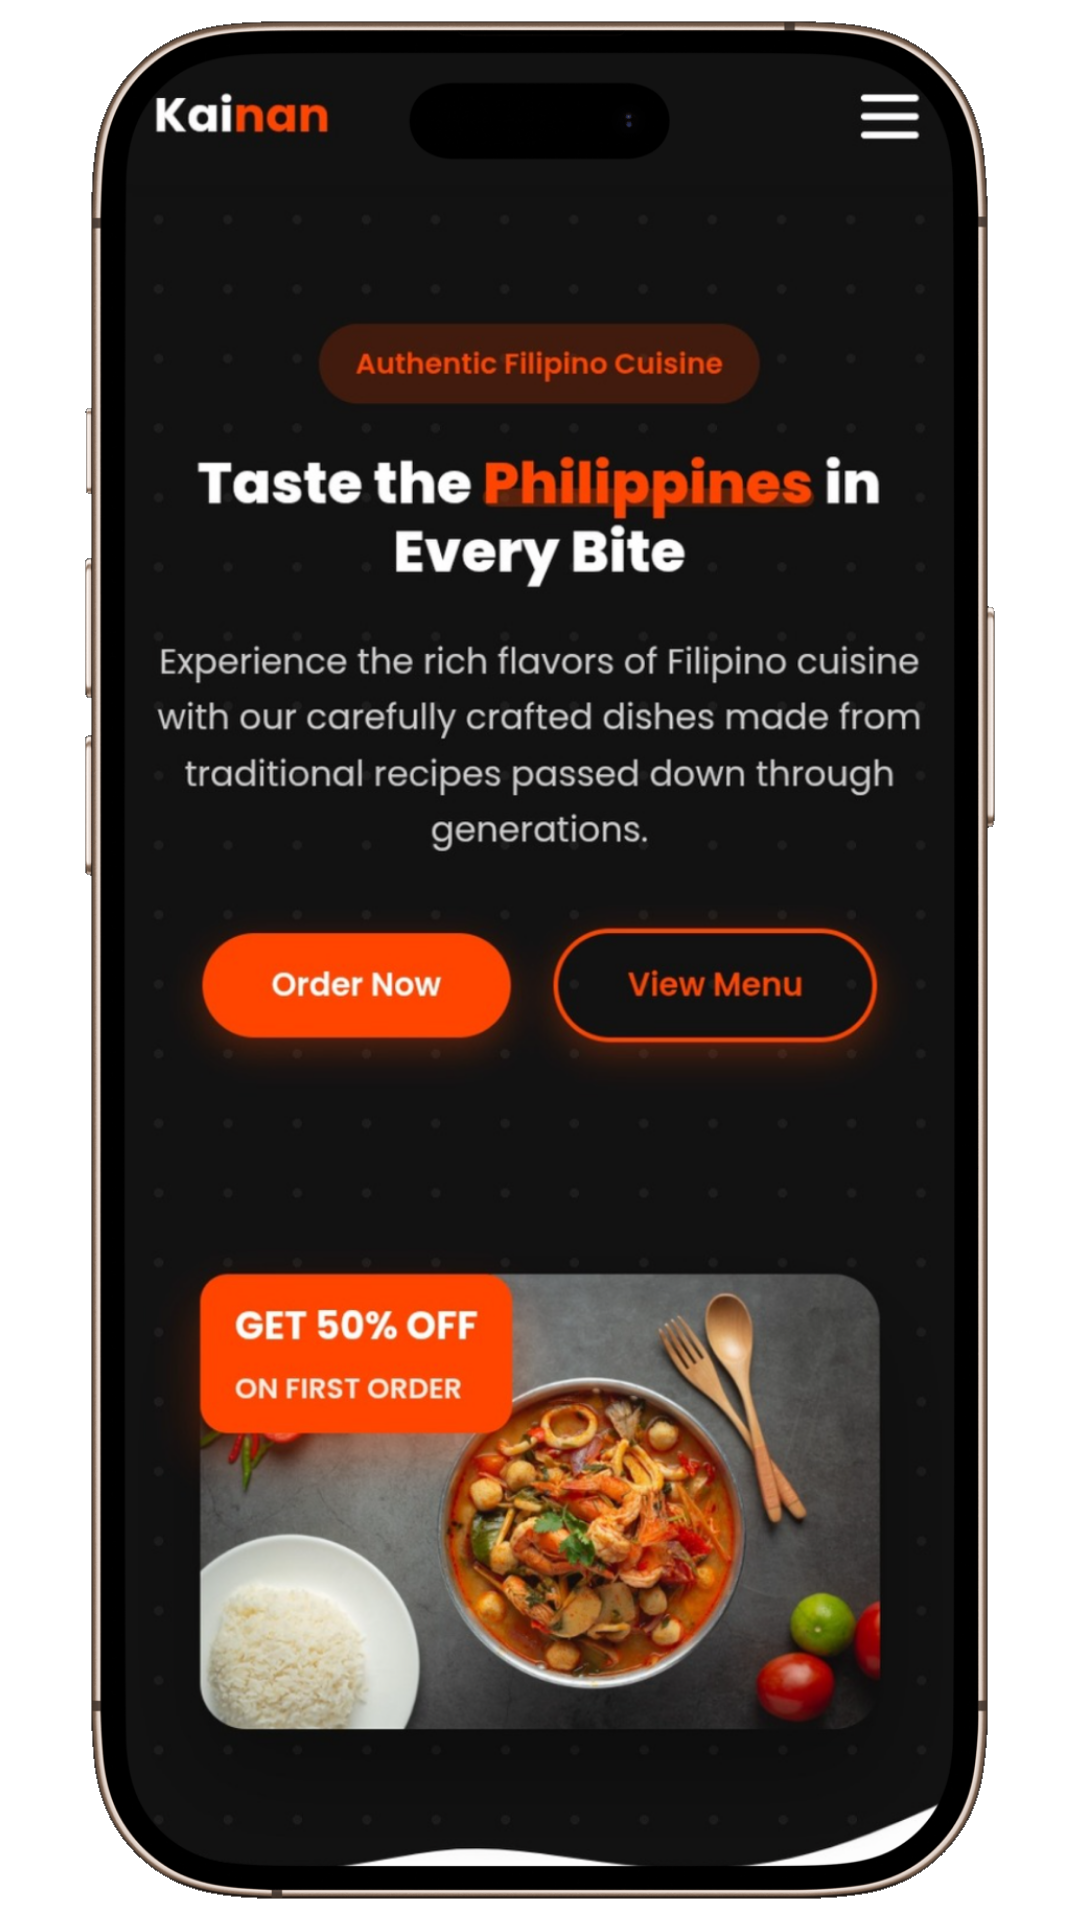 Kainan
Authentic Filipino Cuisine
Taste the Philippines in
Every Bite
Experience the rich flavors of Filipino cuisine
with our carefully crafted dishes made from
traditional recipes passed down through
generations.
Order Now
View Menu
GET 50% OFF
ON FIRST ORDER